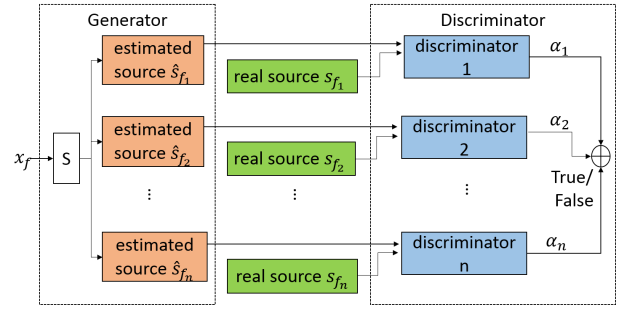 Generator
Discriminator
estimated
source ŝ_{f_1}
real source s_{f_1}
discriminator
1
α_1
estimated
source ŝ_{f_2}
real source s_{f_2}
discriminator
2
α_2
x_f
S
True/
False
⋮
⋮
⋮
estimated
source ŝ_{f_n}
real source s_{f_n}
discriminator
n
α_n